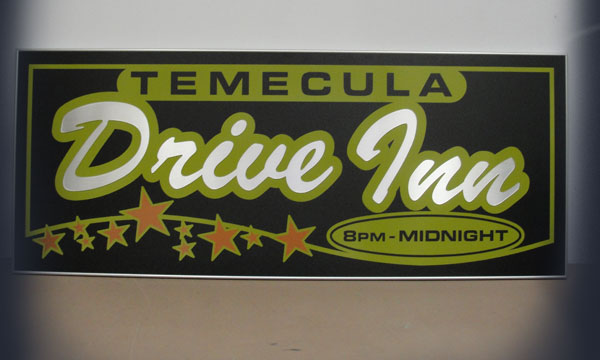 TEMECULA
Drive Inn
8PM - MIDNIGHT